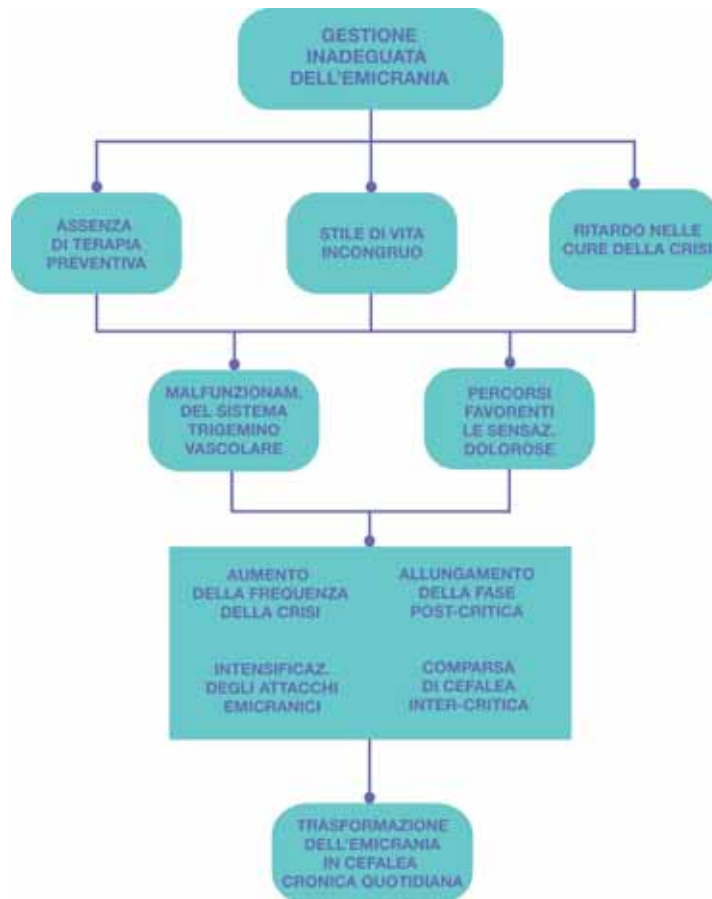 GESTIONE
INADEGUATA
DELL'EMICRANIA
ASSENZA
DI TERAPIA
PREVENTIVA
STILE DI VITA
INCONGRUO
RITARDO NELLE
CURE DELLA CRISI
MALFUNZIONAM.
DEL SISTEMA
TRIGEMINO
VASCOLARE
PERCORSI
FAVORENTI
LE SENSAZ.
DOLOROSE
AUMENTO
DELLA FREQUENZA
DELLA CRISI
ALLUNGAMENTO
DELLA FASE
POST-CRITICA
INTENSIFICAZ.
DEGLI ATTACCHI
EMICRANICI
COMPARSA
DI CEFALEA
INTER-CRITICA
TRASFORMAZIONE
DELL'EMICRANIA
IN CEFALEA
CRONICA QUOTIDIANA